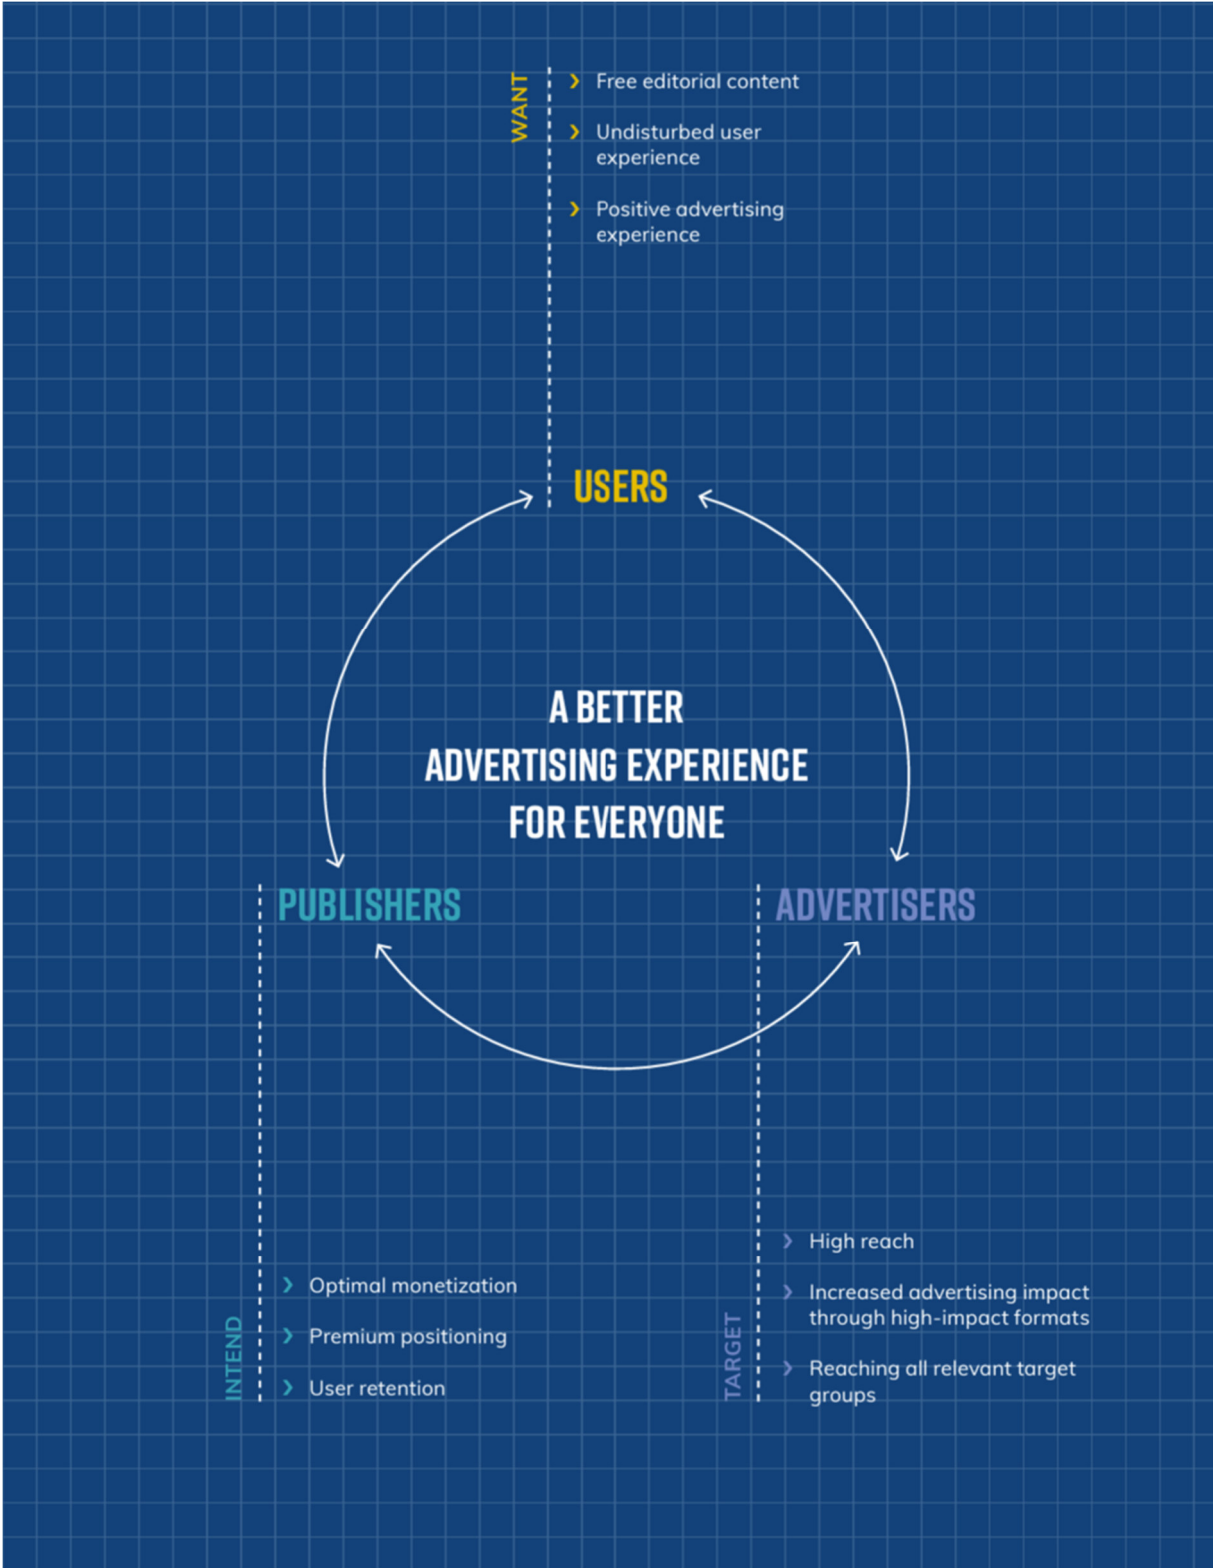 WANT
Free editorial content
Undisturbed user
experience
Positive advertising
experience
USERS
A BETTER
ADVERTISING EXPERIENCE
FOR EVERYONE
PUBLISHERS
ADVERTISERS
INTEND
Optimal monetization
Premium positioning
User retention
TARGET
High reach
Increased advertising impact
through high-impact formats
Reaching all relevant target
groups